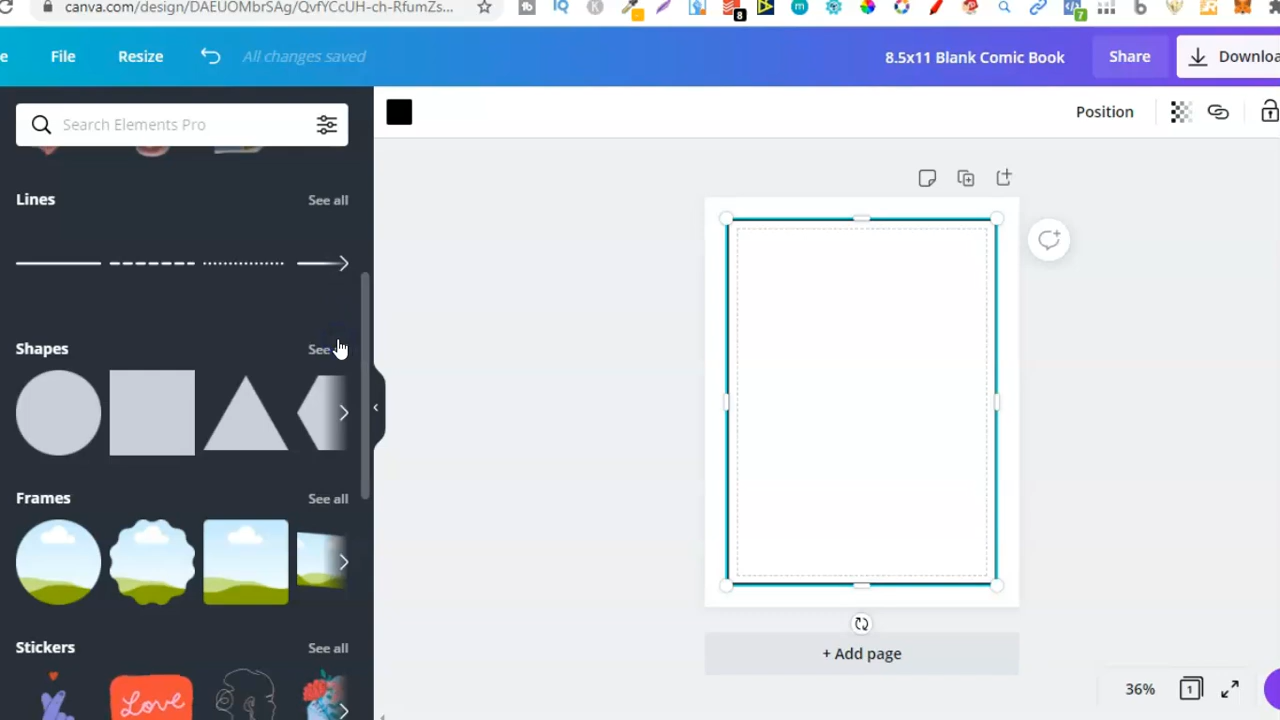 canva.com/design/DAEUOMbrSAg/QvfYCcUH-ch-RfumZs...
8
7
e File Resize All changes saved 8.5x11 Blank Comic Book Share Downloa
Search Elements Pro
Position
Lines See all
Shapes See
Frames See all
Stickers See all
Love
+ Add page
36% 1